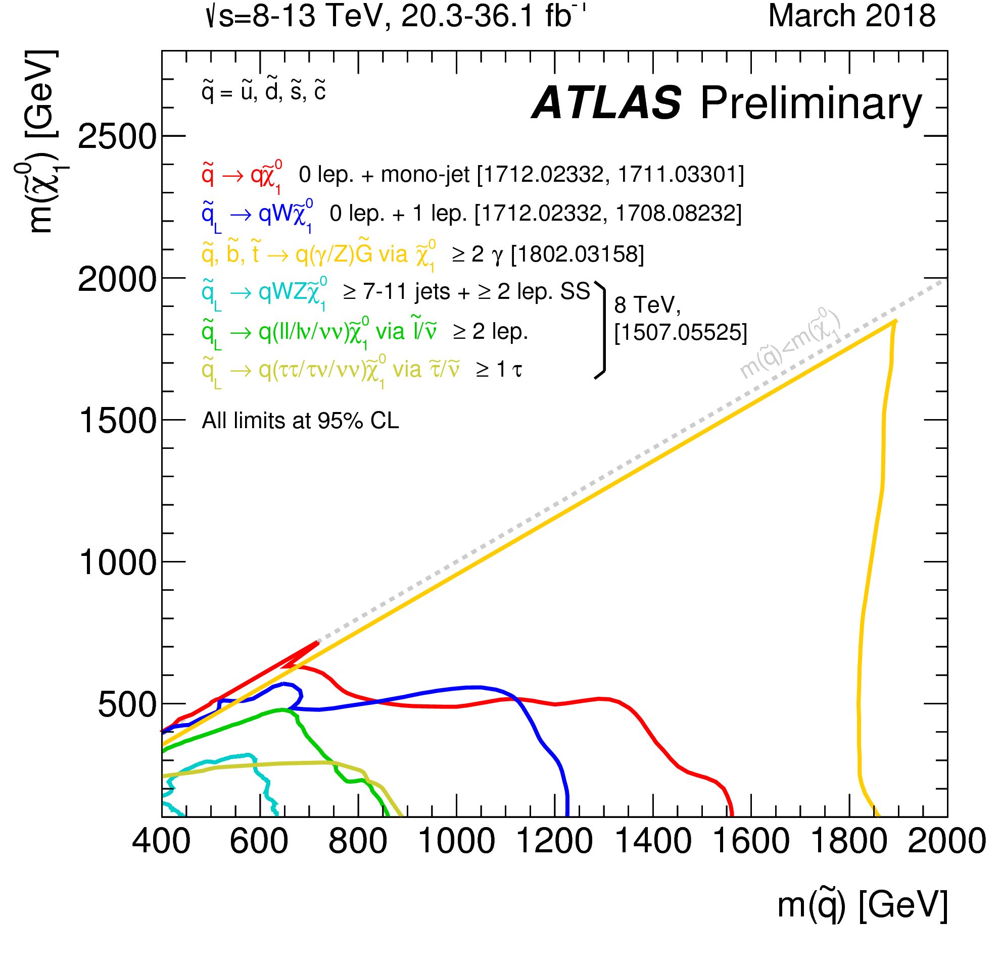 √s=8-13 TeV, 20.3-36.1 fb⁻¹ March 2018
m(χ̃₁⁰) [GeV]
q̃ = ũ, d̃, s̃, c̃
ATLAS Preliminary
q̃ → qχ̃₁⁰ 0 lep. + mono-jet [1712.02332, 1711.03301]
q̃_L → qWχ̃₁⁰ 0 lep. + 1 lep. [1712.02332, 1708.08232]
q̃, b̃, t̃ → q(γ/Z)G̃ via χ̃₁⁰ ≥ 2 γ [1802.03158]
q̃_L → qWZχ̃₁⁰ ≥ 7-11 jets + ≥ 2 lep. SS
q̃_L → q(ll/lν/νν)χ̃₁⁰ via l̃/ν̃ ≥ 2 lep.
q̃_L → q(ττ/τν/νν)χ̃₁⁰ via τ̃/ν̃ ≥ 1 τ
8 TeV,
[1507.05525]
All limits at 95% CL
m(q̃)<m(χ̃₁⁰)
2500
2000
1500
1000
500
400 600 800 1000 1200 1400 1600 1800 2000
m(q̃) [GeV]